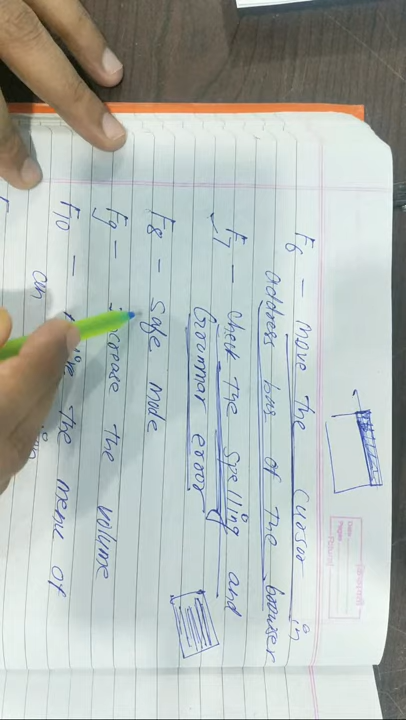 F6 - move the cursor in
address bar of the browser
F7 - check the spelling and
Grammar error
F8 - Safe mode
F9 - increase the volume
F10 - the menu of
an